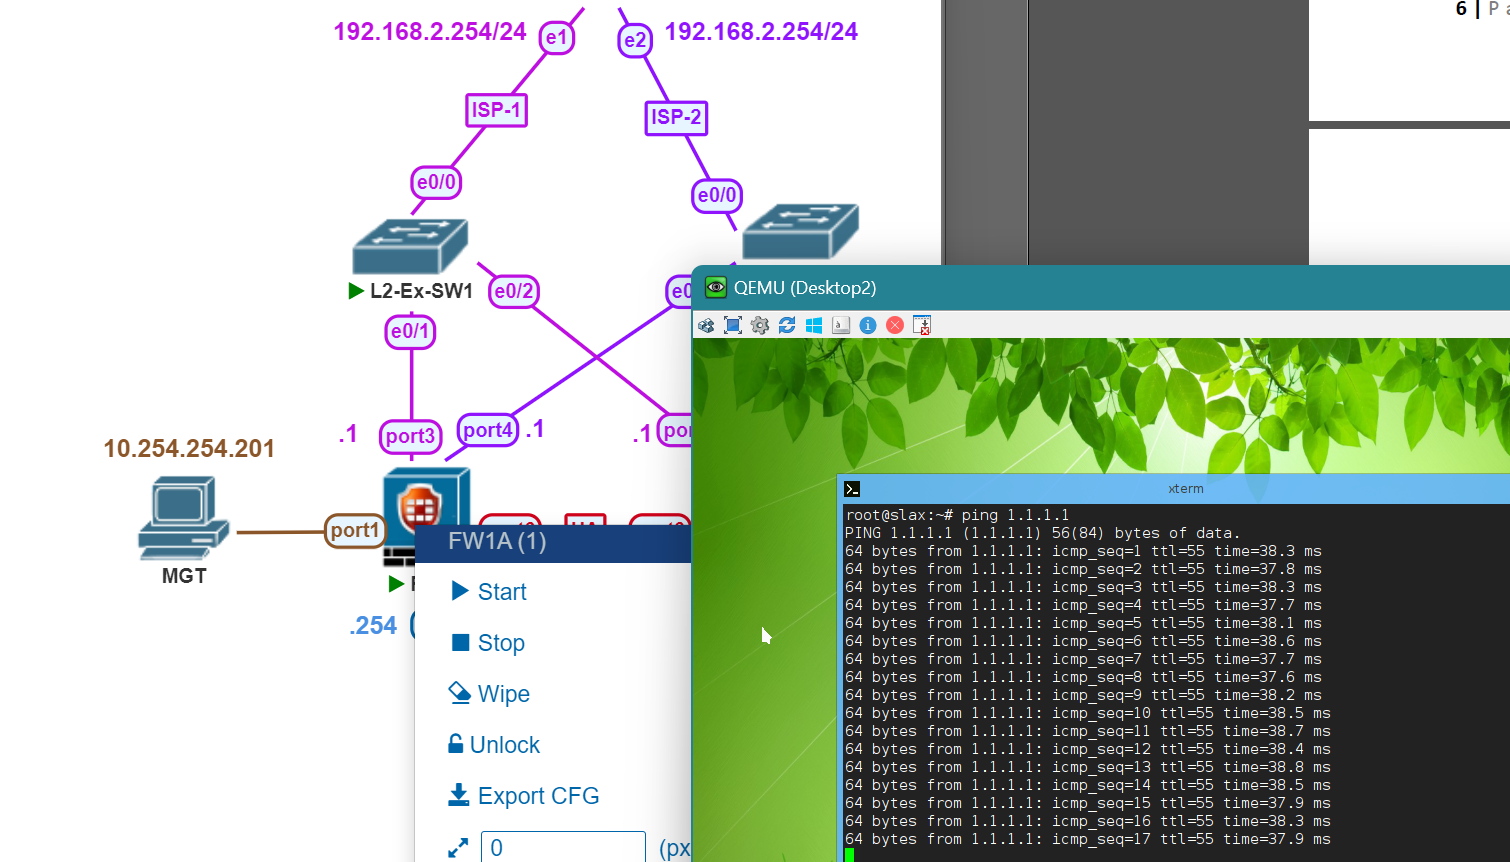 6 | P
192.168.2.254/24
e1
e2
192.168.2.254/24
ISP-1
ISP-2
e0/0
e0/0
L2-Ex-SW1
e0/2
e0
e0/1
.1
port3
port4
.1
.1
por
10.254.254.201
port1
HA
MGT
.254
FW1A (1)
Start
Stop
Wipe
Unlock
Export CFG
0
(px
QEMU (Desktop2)
xterm
root@slax:~# ping 1.1.1.1
PING 1.1.1.1 (1.1.1.1) 56(84) bytes of data.
64 bytes from 1.1.1.1: icmp_seq=1 ttl=55 time=38.3 ms
64 bytes from 1.1.1.1: icmp_seq=2 ttl=55 time=37.8 ms
64 bytes from 1.1.1.1: icmp_seq=3 ttl=55 time=38.3 ms
64 bytes from 1.1.1.1: icmp_seq=4 ttl=55 time=37.7 ms
64 bytes from 1.1.1.1: icmp_seq=5 ttl=55 time=38.1 ms
64 bytes from 1.1.1.1: icmp_seq=6 ttl=55 time=38.6 ms
64 bytes from 1.1.1.1: icmp_seq=7 ttl=55 time=37.7 ms
64 bytes from 1.1.1.1: icmp_seq=8 ttl=55 time=37.6 ms
64 bytes from 1.1.1.1: icmp_seq=9 ttl=55 time=38.2 ms
64 bytes from 1.1.1.1: icmp_seq=10 ttl=55 time=38.5 ms
64 bytes from 1.1.1.1: icmp_seq=11 ttl=55 time=38.7 ms
64 bytes from 1.1.1.1: icmp_seq=12 ttl=55 time=38.4 ms
64 bytes from 1.1.1.1: icmp_seq=13 ttl=55 time=38.8 ms
64 bytes from 1.1.1.1: icmp_seq=14 ttl=55 time=38.5 ms
64 bytes from 1.1.1.1: icmp_seq=15 ttl=55 time=37.9 ms
64 bytes from 1.1.1.1: icmp_seq=16 ttl=55 time=38.3 ms
64 bytes from 1.1.1.1: icmp_seq=17 ttl=55 time=37.9 ms